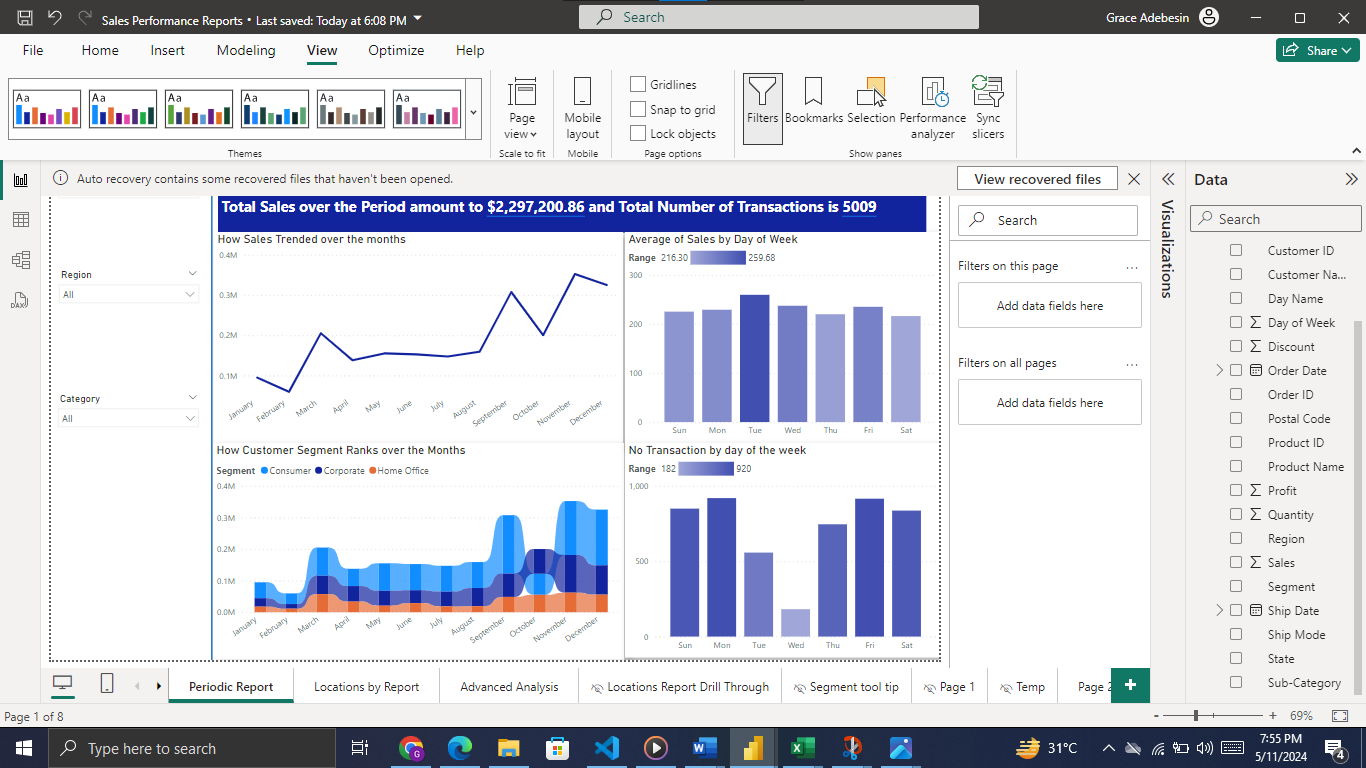 Sales Performance Reports • Last saved: Today at 6:08 PM
Search
Grace Adebesin
File
Home
Insert
Modeling
View
Optimize
Help
Share
Aa
Aa
Aa
Aa
Aa
Aa
Page view
Mobile layout
Gridlines
Snap to grid
Lock objects
Filters
Bookmarks
Selection
Performance analyzer
Sync slicers
Themes
Scale to fit
Mobile
Page options
Show panes
Auto recovery contains some recovered files that haven't been opened.
View recovered files
DAX
Region
All
Category
All
Total Sales over the Period amount to $2,297,200.86 and Total Number of Transactions is 5009
How Sales Trended over the months
0.4M
0.3M
0.2M
0.1M
January
February
March
April
May
June
July
August
September
October
November
December
Average of Sales by Day of Week
Range 216.30 259.68
300
200
100
0
Sun Mon Tue Wed Thu Fri Sat
How Customer Segment Ranks over the Months
Segment Consumer Corporate Home Office
0.4M
0.3M
0.2M
0.1M
0.0M
January
February
March
April
May
June
July
August
September
October
November
December
No Transaction by day of the week
Range 182 920
1,000
500
0
Sun Mon Tue Wed Thu Fri Sat
Search
Filters on this page
...
Add data fields here
Filters on all pages
...
Add data fields here
Visualizations
Data
Search
Customer ID
Customer Na...
Day Name
Day of Week
Discount
Order Date
Order ID
Postal Code
Product ID
Product Name
Profit
Quantity
Region
Sales
Segment
Ship Date
Ship Mode
State
Sub-Category
Periodic Report
Locations by Report
Advanced Analysis
Locations Report Drill Through
Segment tool tip
Page 1
Temp
Page 2
+
Page 1 of 8
- + 69%
Type here to search
G
31°C
7:55 PM
5/11/2024
4